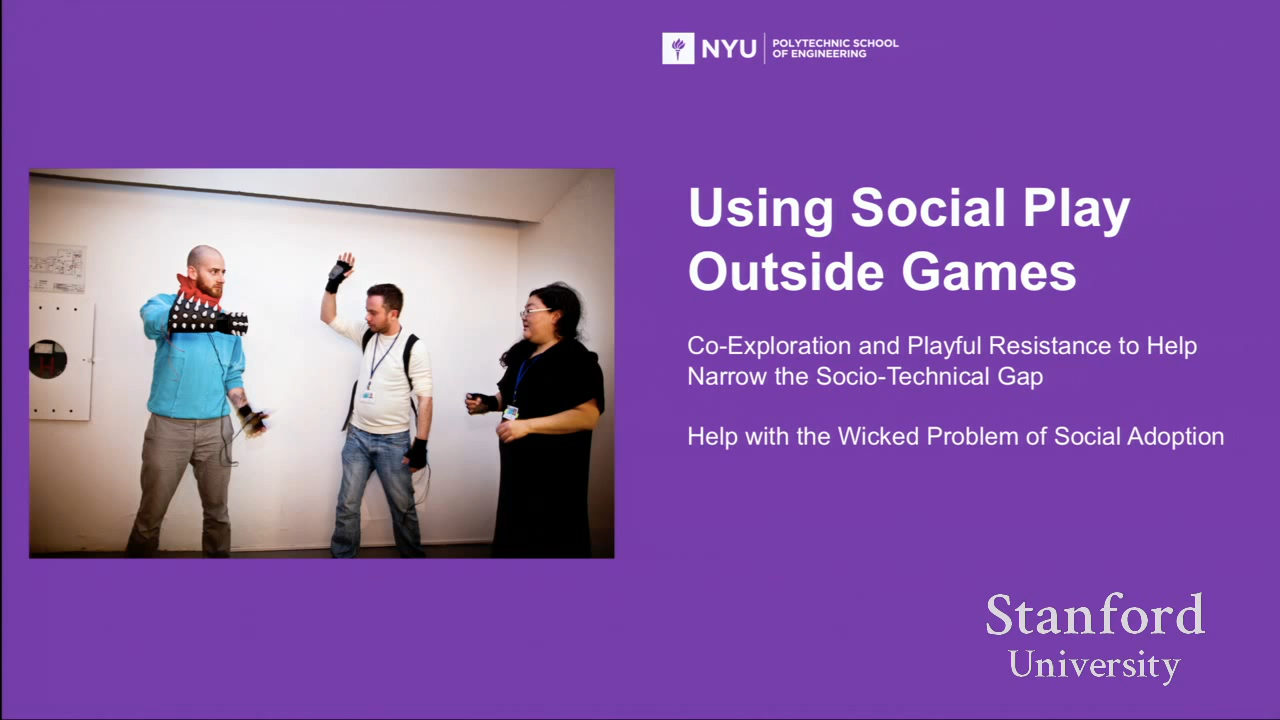 NYU
POLYTECHNIC SCHOOL
OF ENGINEERING
Using Social Play
Outside Games
Co-Exploration and Playful Resistance to Help
Narrow the Socio-Technical Gap
Help with the Wicked Problem of Social Adoption
Stanford
University